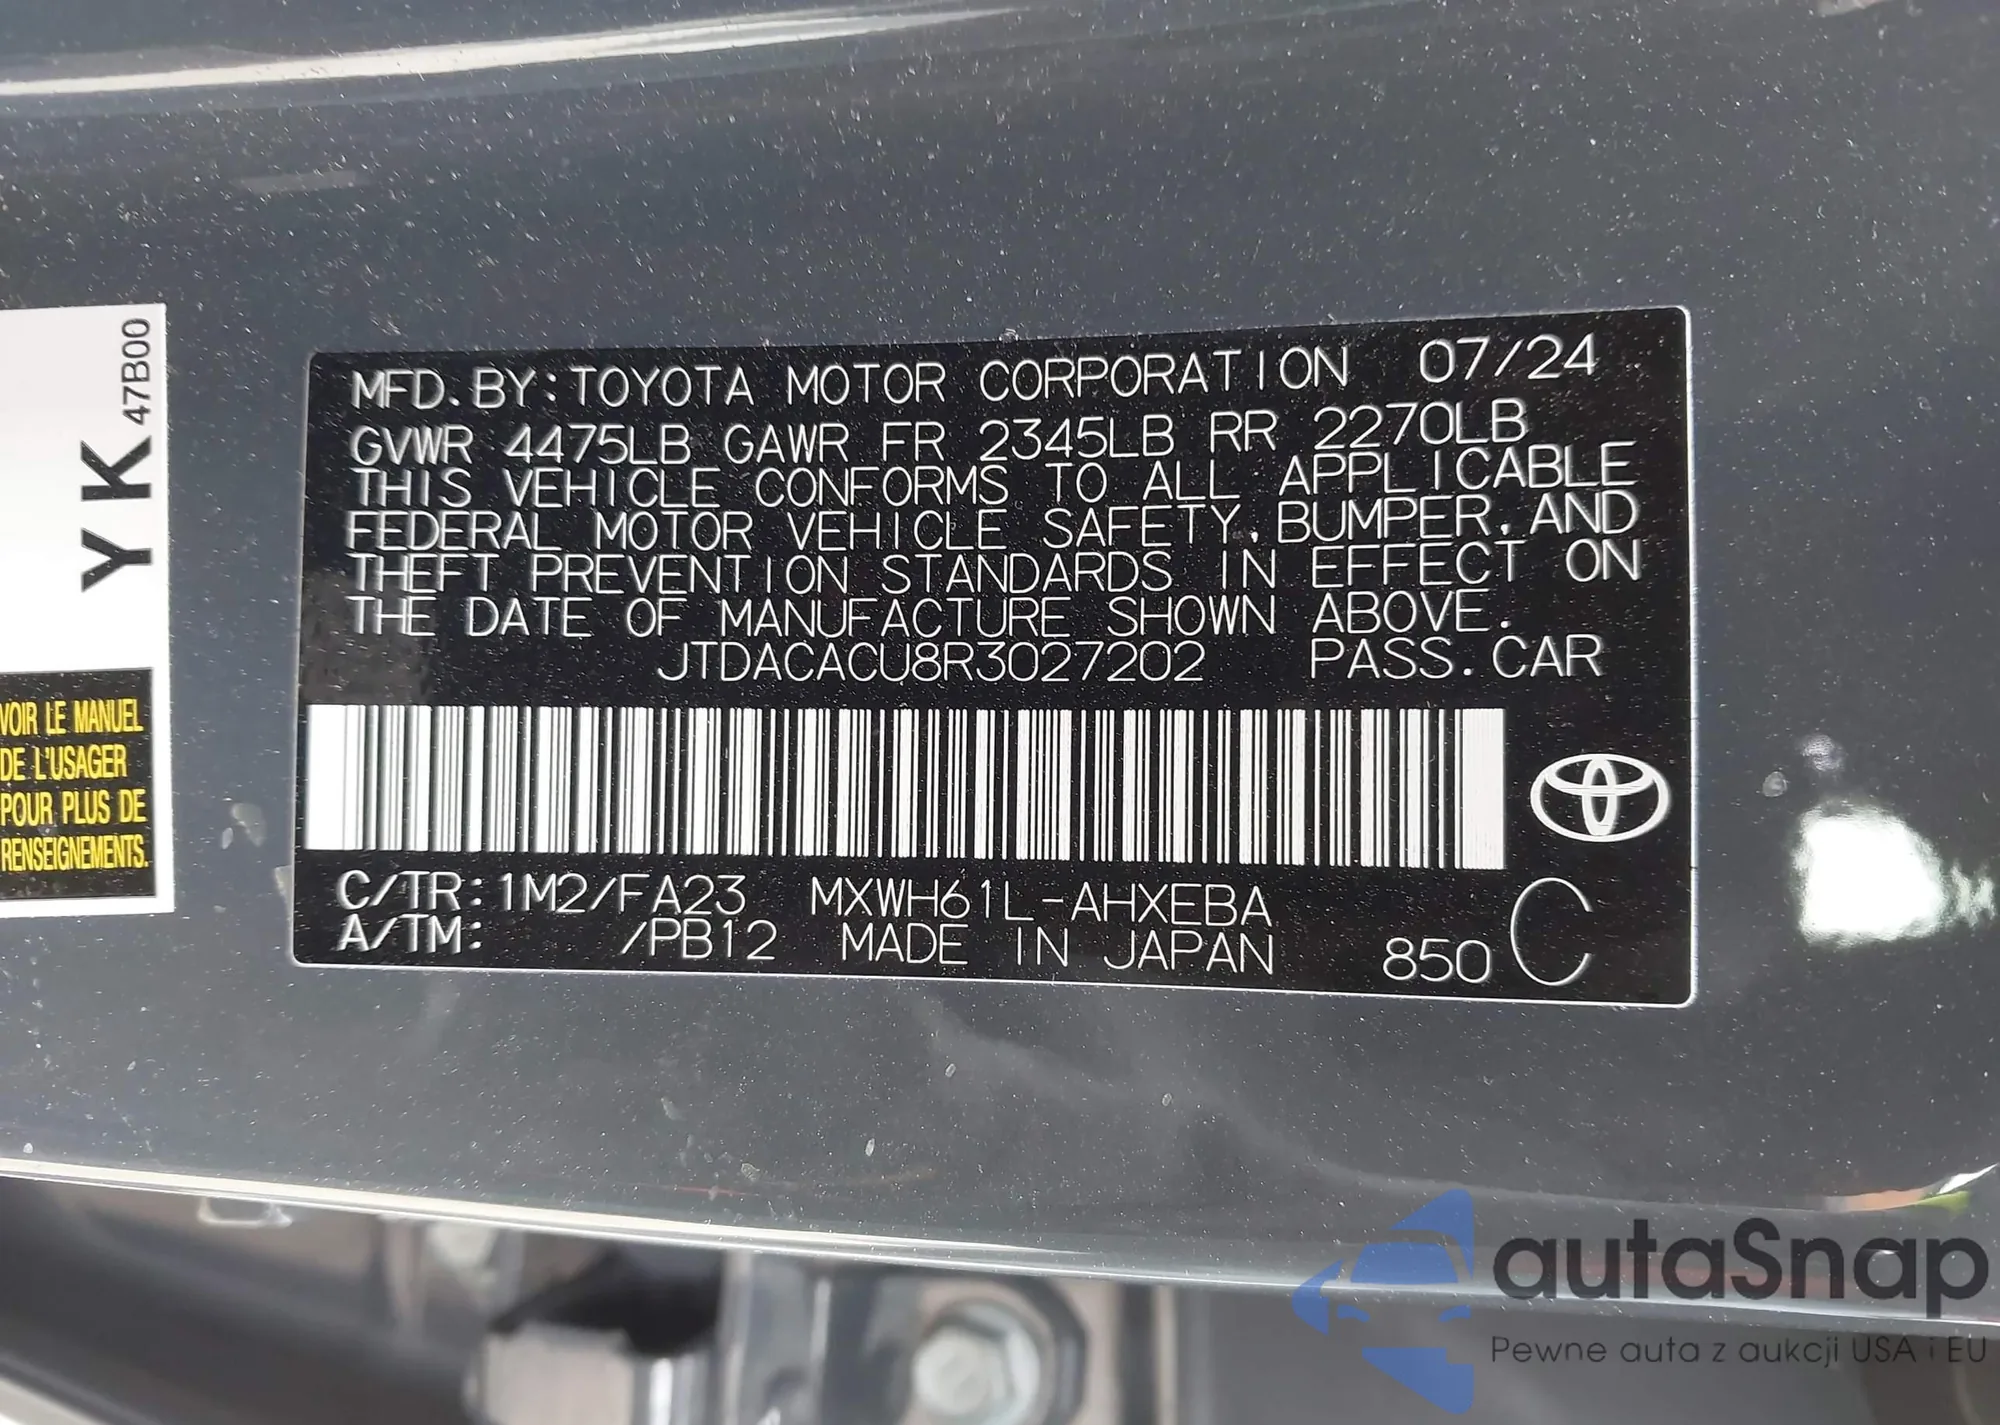 MFD. BY: TOYOTA MOTOR CORPORATION 07/24
GVWR 4475LB GAWR FR 2345LB RR 2270LB
THIS VEHICLE CONFORMS TO ALL APPLICABLE
FEDERAL MOTOR VEHICLE SAFETY, BUMPER, AND
THEFT PREVENTION STANDARDS IN EFFECT ON
THE DATE OF MANUFACTURE SHOWN ABOVE.
JTDACACU8R3027202 PASS. CAR
C/TR: 1M2/FA23 MXWH61L-AHXEBA
A/TM: /PB12 MADE IN JAPAN 850 C
YK 47B00
VOIR LE MANUEL
DE L'USAGER
POUR PLUS DE
RENSEIGNEMENTS.
autaSnap
Pewne auta z aukcji USA i EU